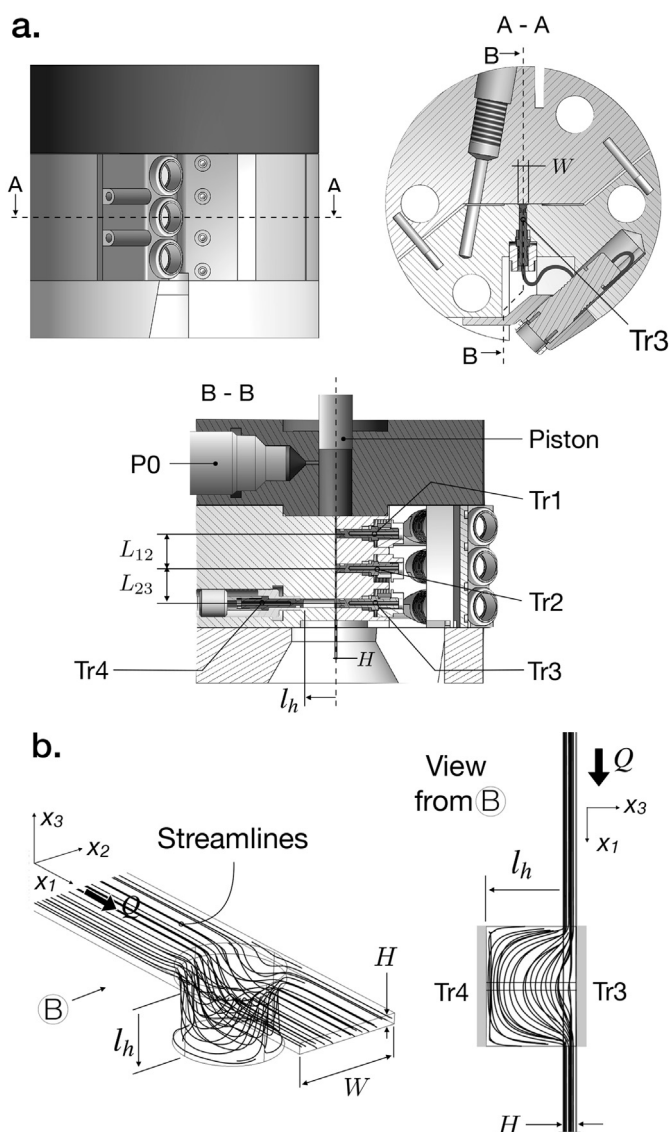 a.
A - A
B
A
A
W
Tr3
B
B - B
P0
Piston
Tr1
L12
L23
Tr2
Tr4
H
Tr3
lh
b.
View
from B
Q
x3
x1
x3
x2
x1
Streamlines
Q
B
lh
H
W
lh
Tr4
Tr3
H